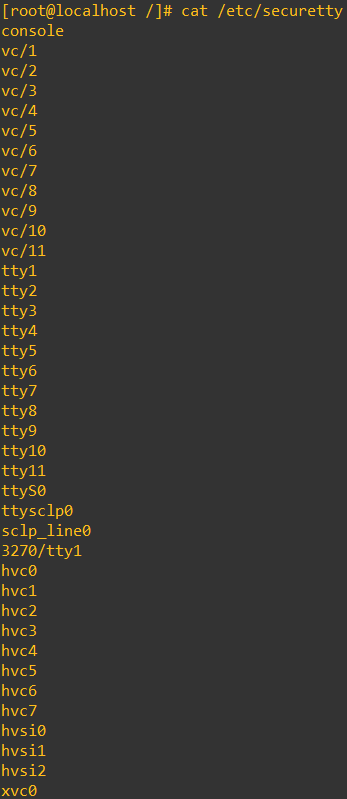 [root@localhost /]# cat /etc/securetty
console
vc/1
vc/2
vc/3
vc/4
vc/5
vc/6
vc/7
vc/8
vc/9
vc/10
vc/11
tty1
tty2
tty3
tty4
tty5
tty6
tty7
tty8
tty9
tty10
tty11
ttyS0
ttysclp0
sclp_line0
3270/tty1
hvc0
hvc1
hvc2
hvc3
hvc4
hvc5
hvc6
hvc7
hvsi0
hvsi1
hvsi2
xvc0